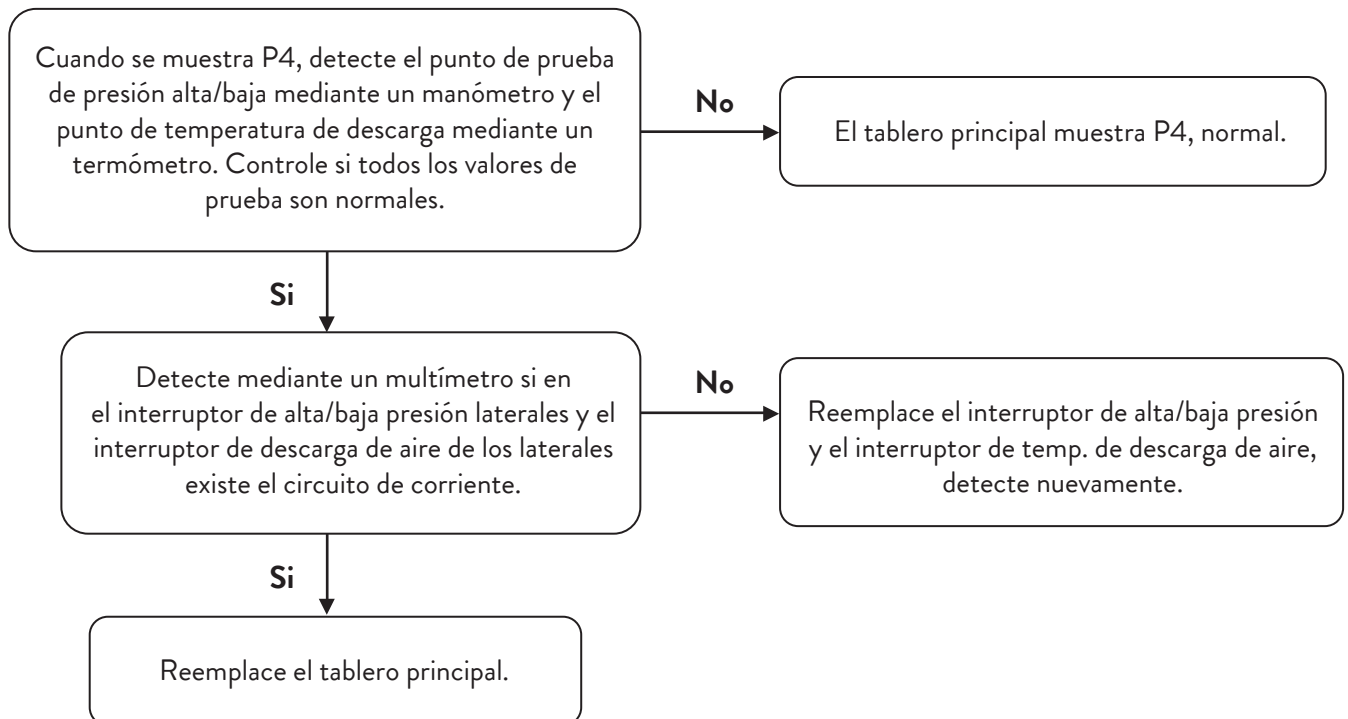 Cuando se muestra P4, detecte el punto de prueba
de presión alta/baja mediante un manómetro y el
punto de temperatura de descarga mediante un
termómetro. Controle si todos los valores de
prueba son normales.
No
El tablero principal muestra P4, normal.
Si
Detecte mediante un multímetro si en
el interruptor de alta/baja presión laterales y el
interruptor de descarga de aire de los laterales
existe el circuito de corriente.
No
Reemplace el interruptor de alta/baja presión
y el interruptor de temp. de descarga de aire,
detecte nuevamente.
Si
Reemplace el tablero principal.